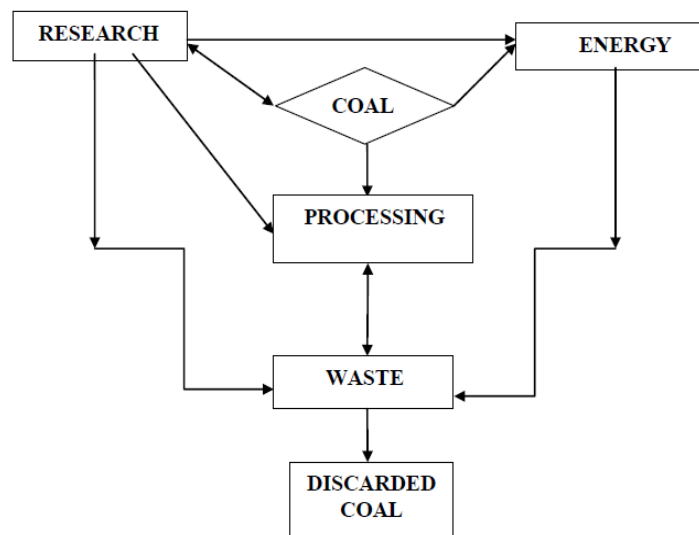 RESEARCH
ENERGY
COAL
PROCESSING
WASTE
DISCARDED
COAL